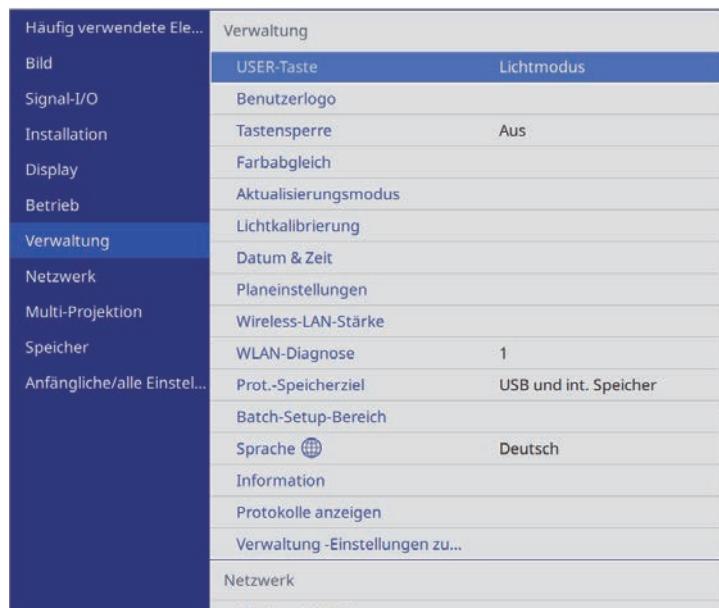 Häufig verwendete Ele...
Bild
Signal-I/O
Installation
Display
Betrieb
Verwaltung
Netzwerk
Multi-Projektion
Speicher
Anfängliche/alle Einstel...
Verwaltung
USER-Taste Lichtmodus
Benutzerlogo
Tastensperre Aus
Farbabgleich
Aktualisierungsmodus
Lichtkalibrierung
Datum & Zeit
Planeinstellungen
Wireless-LAN-Stärke
WLAN-Diagnose 1
Prot.-Speicherziel USB und int. Speicher
Batch-Setup-Bereich
Sprache Deutsch
Information
Protokolle anzeigen
Verwaltung -Einstellungen zu...
Netzwerk